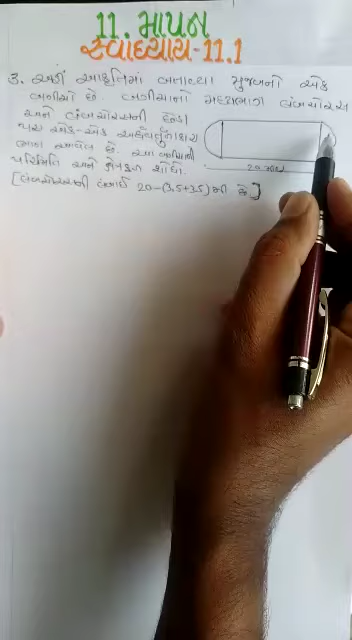 11. માપન
સ્વાદ્યાય-11.1
3. અહીં આકૃતિમાં બતાવ્યા મુજબનો એક
બગીચો છે. બગીચાનો મધ્યભાગ લંબચોરસ
અને લંબચોરસની છેડા
પર એક-એક અર્ધવર્તુળાકાર
ભાગ આવેલ છે. આ બગીચાની
પરિમિતિ અને ક્ષેત્રફળ શોધો.
20 મીટર
[લંબચોરસની લંબાઈ 20-(3.5+3.5) મી છે]